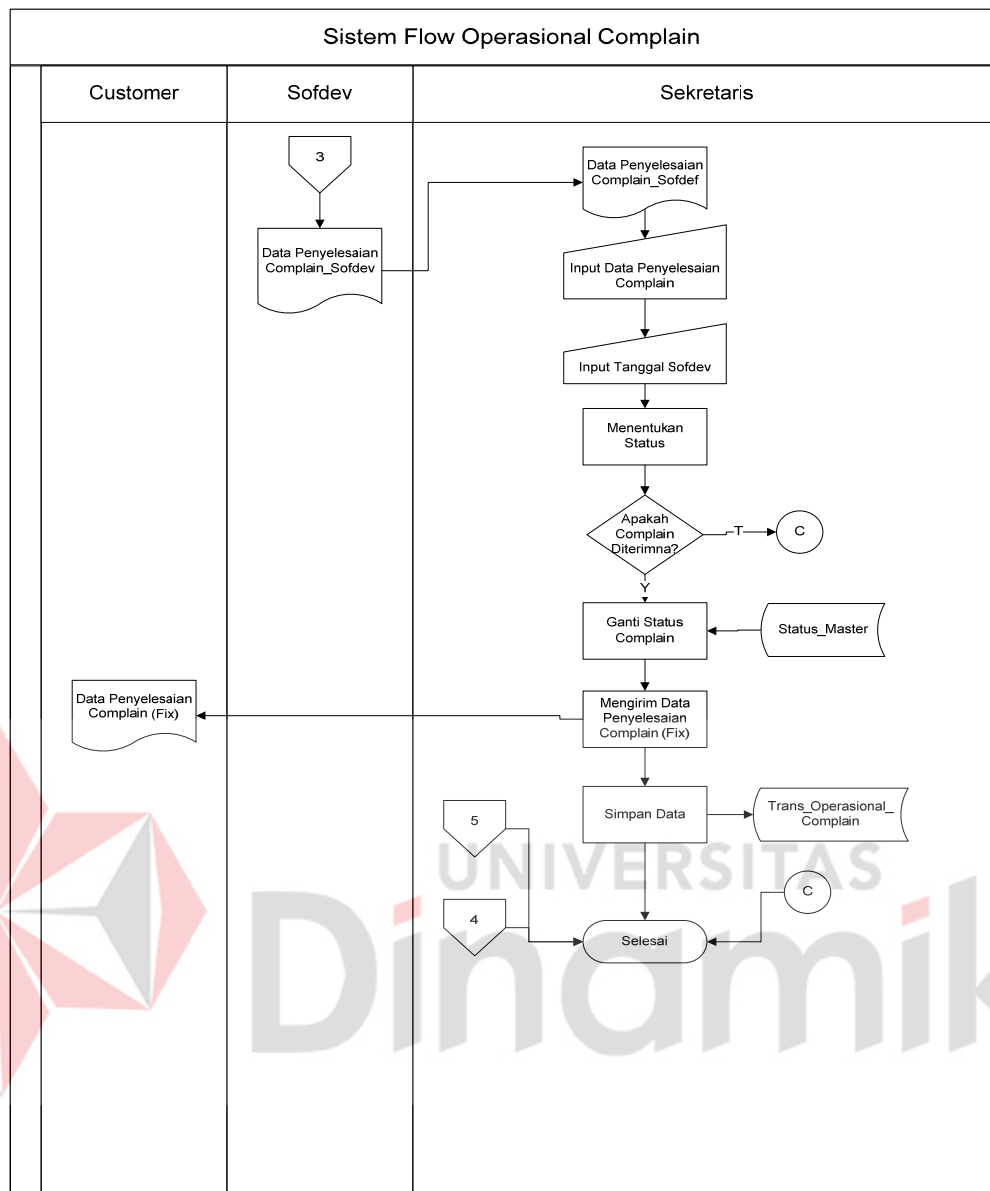 Sistem Flow Operasional Complain
Customer
Sofdev
Sekretaris
3
Data Penyelesaian
Complain_Sofdev
Data Penyelesaian
Complain_Sofdef
Input Data Penyelesaian
Complain
Input Tanggal Sofdev
Menentukan
Status
Apakah
Complain
Diterimna?
T
C
Y
Ganti Status
Complain
Status_Master
Data Penyelesaian
Complain (Fix)
Mengirim Data
Penyelesaian
Complain (Fix)
Simpan Data
Trans_Operasional_
Complain
5
4
C
Selesai
UNIVERSITAS
Dinamik